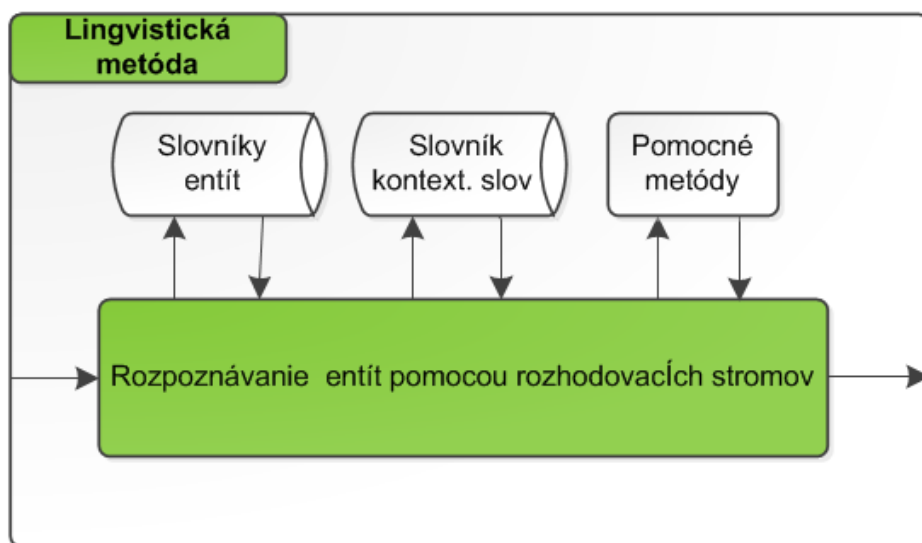 Lingvistická
metóda
Slovníky
entít
Slovník
kontext. slov
Pomocné
metódy
Rozpoznávanie  entít pomocou rozhodovacÍch stromov